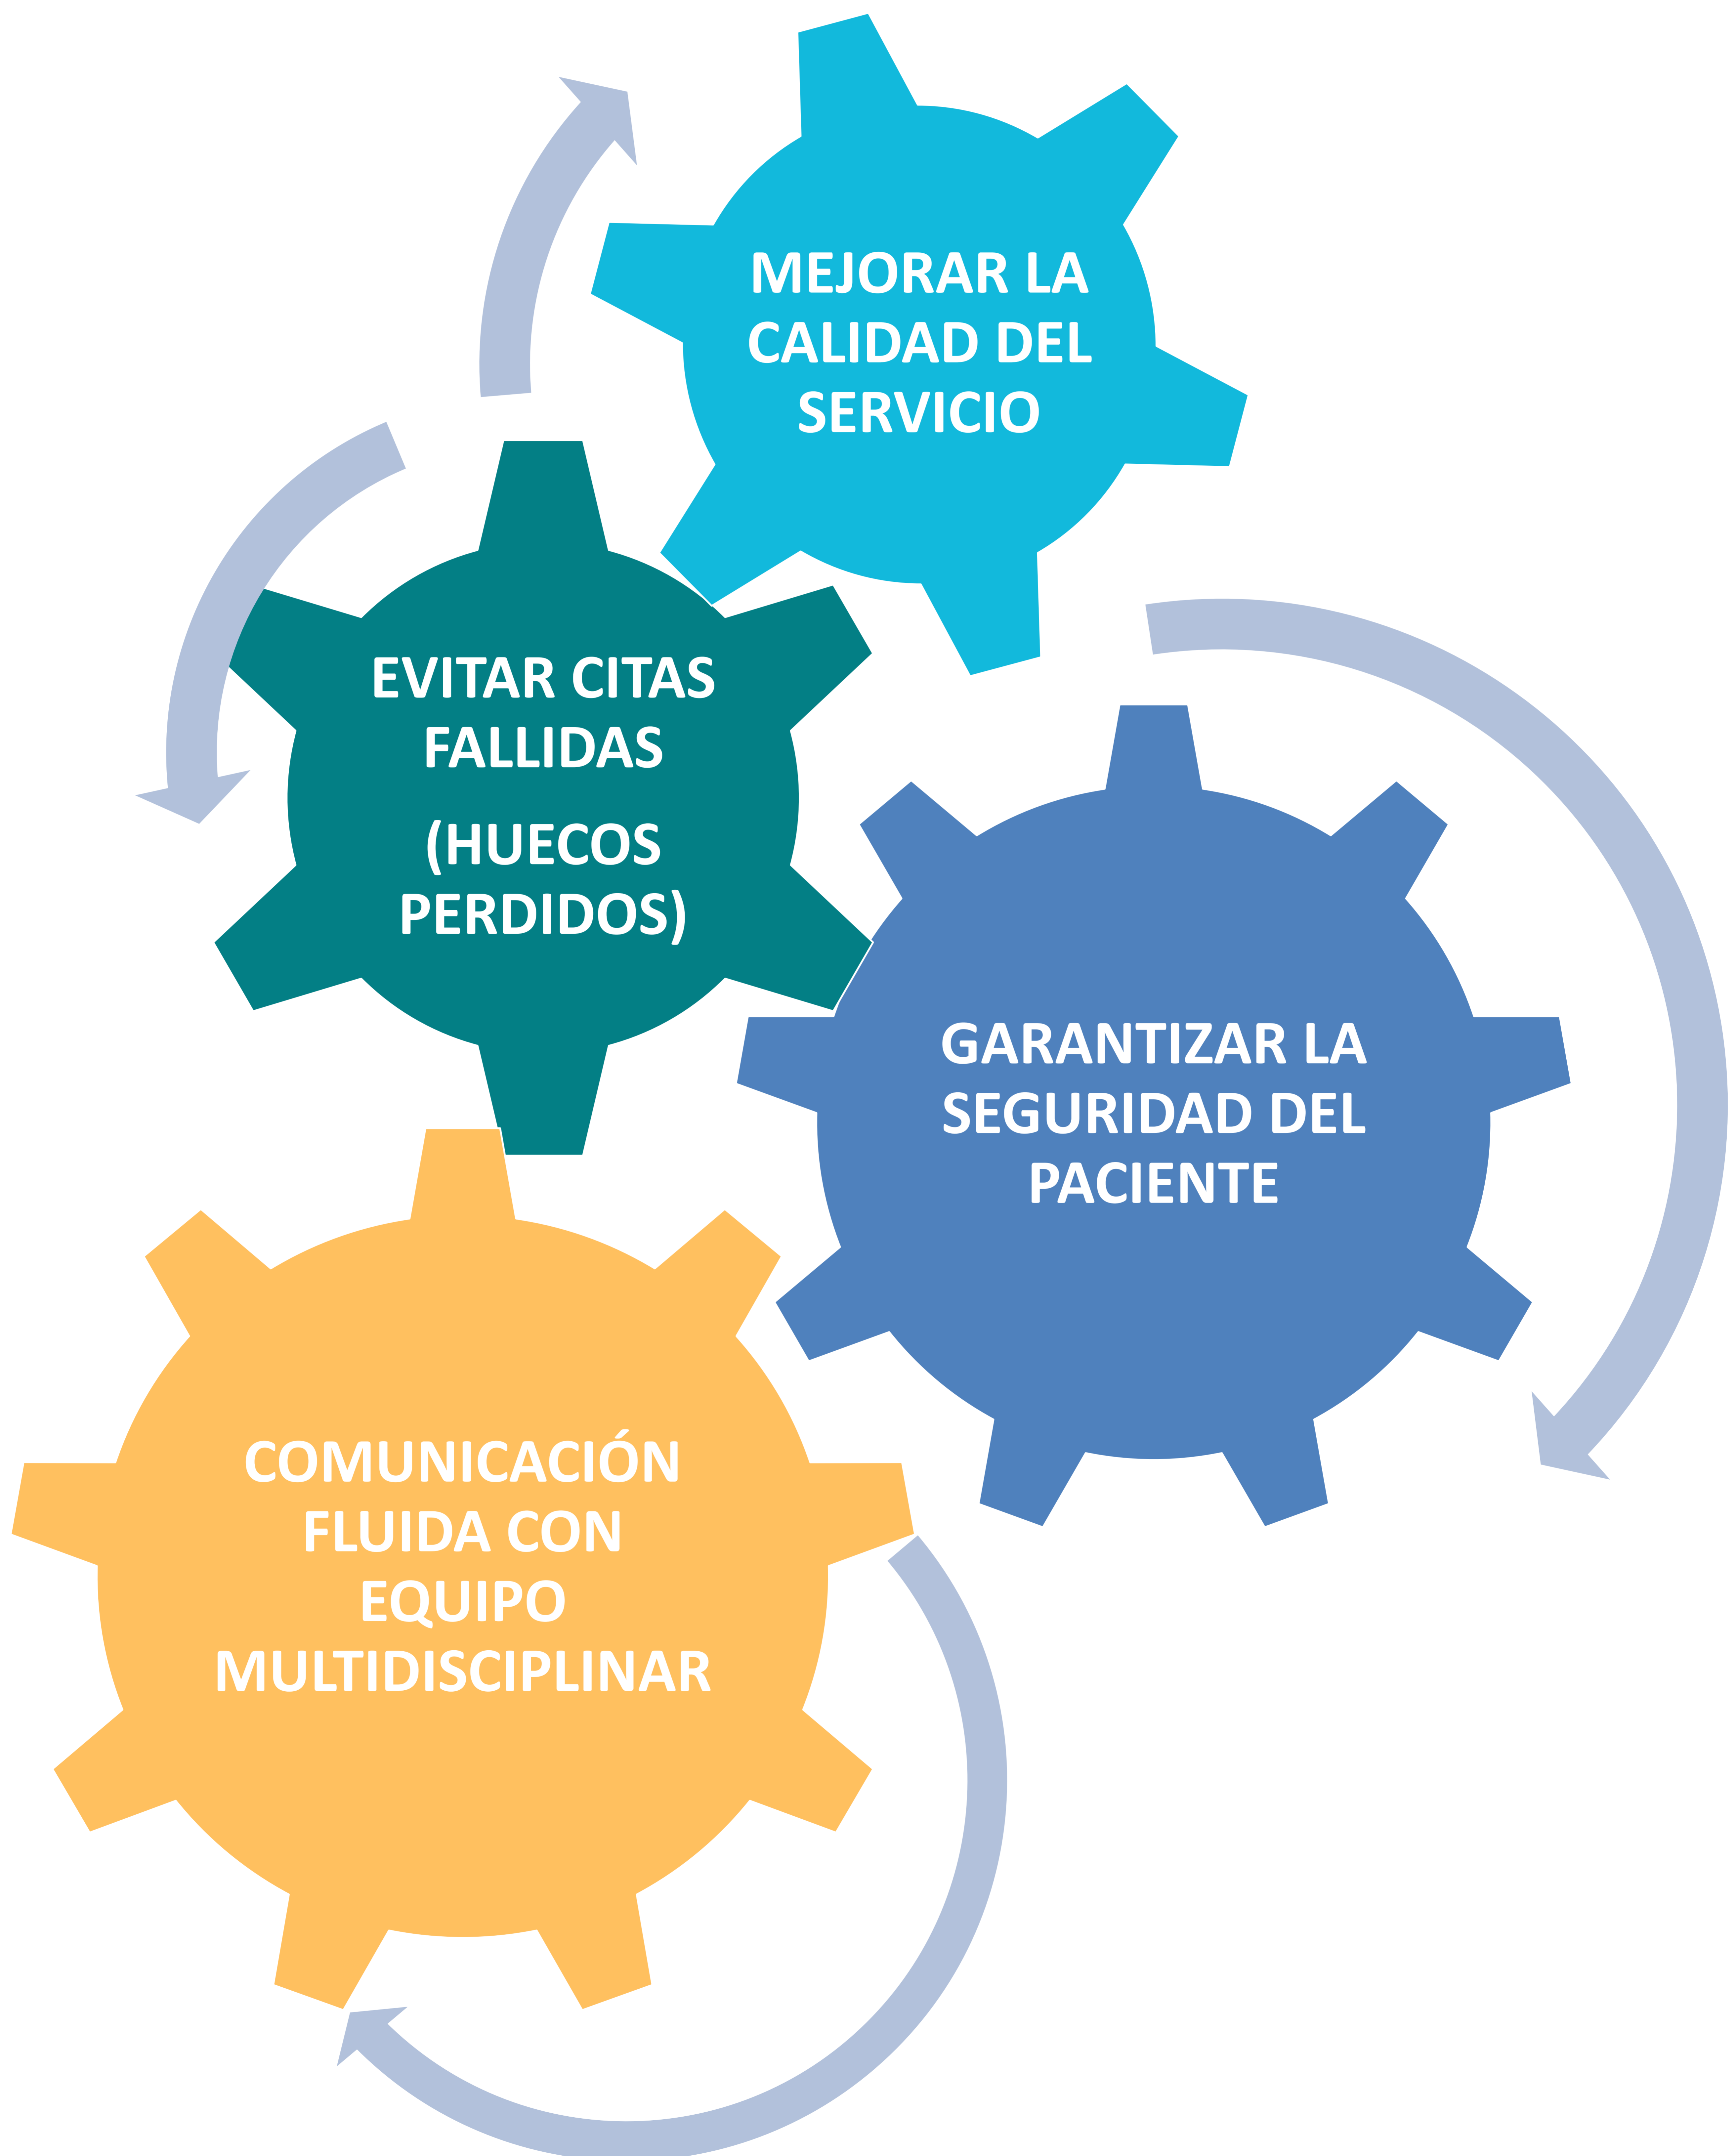 MEJORAR LA
CALIDAD DEL
SERVICIO
EVITAR CITAS
FALLIDAS
(HUECOS
PERDIDOS)
GARANTIZAR LA
SEGURIDAD DEL
PACIENTE
COMUNICACIÓN
FLUIDA CON
EQUIPO
MULTIDISCIPLINAR